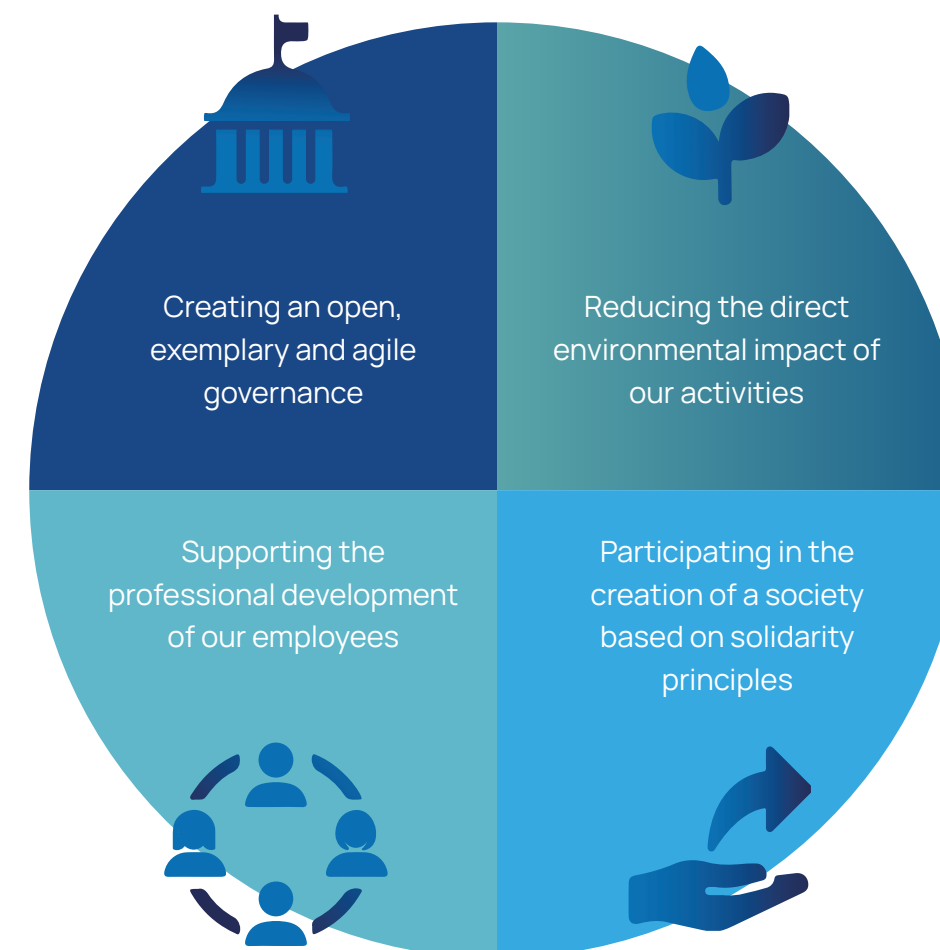 Creating an open,
exemplary and agile
governance
Reducing the direct
environmental impact of
our activities
Supporting the
professional development
of our employees
Participating in the
creation of a society
based on solidarity
principles